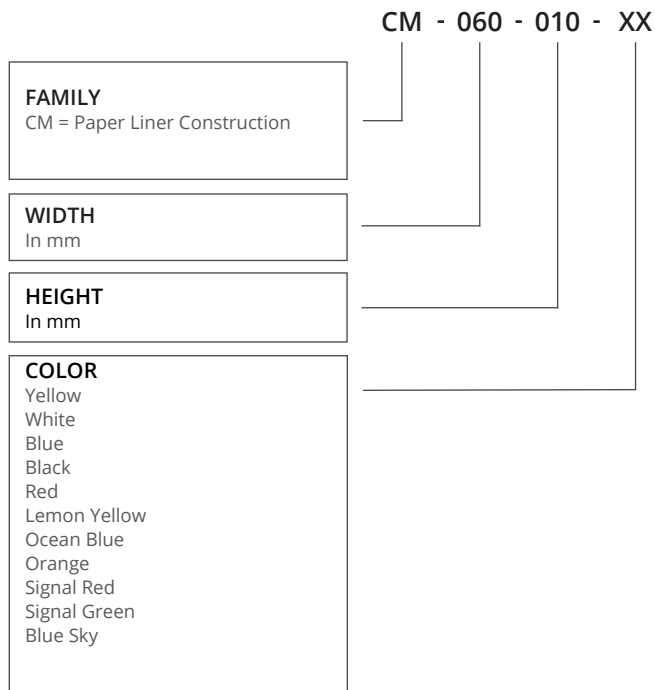 CM - 060 - 010 - XX
FAMILY
CM = Paper Liner Construction
WIDTH
In mm
HEIGHT
In mm
COLOR
Yellow
White
Blue
Black
Red
Lemon Yellow
Ocean Blue
Orange
Signal Red
Signal Green
Blue Sky